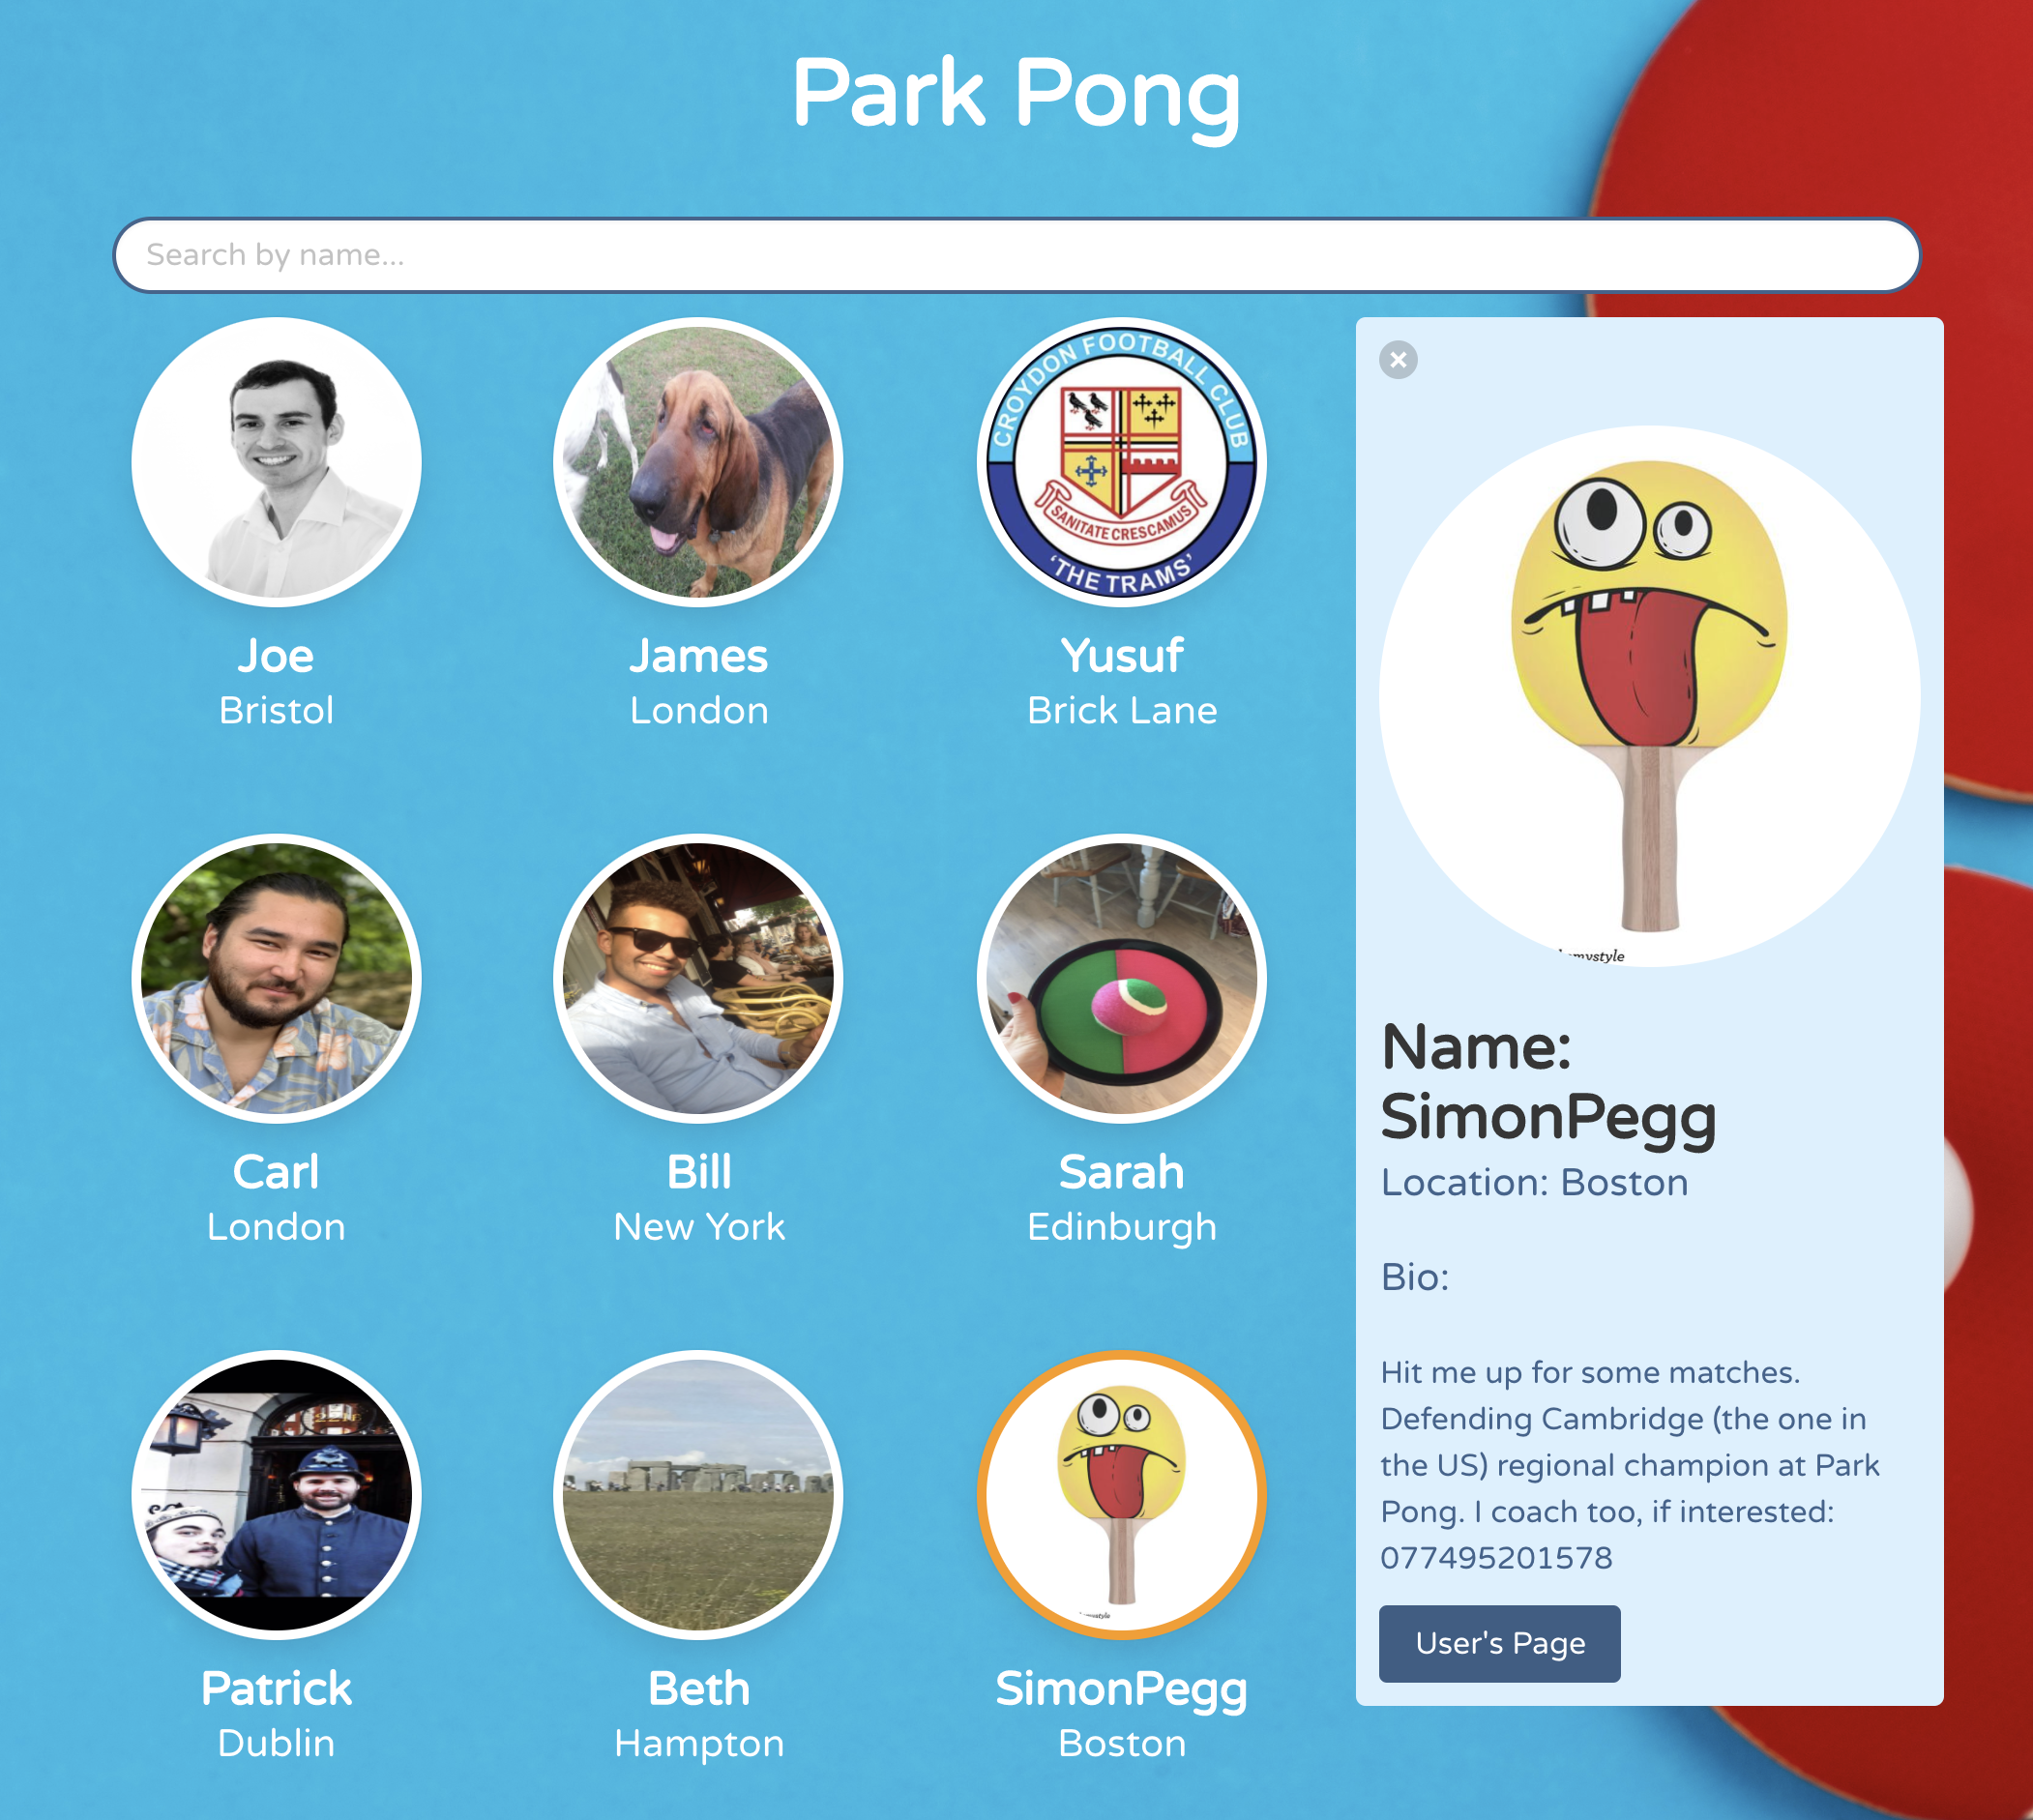 Park Pong
Search by name...
CROYDON FOOTBALL CLUB
SANITATE CRESCAMUS
'THE TRAMS'
Joe
Bristol
James
London
Yusuf
Brick Lane
Carl
London
Bill
New York
Sarah
Edinburgh
Patrick
Dublin
Beth
Hampton
SimonPegg
Boston
Name:
SimonPegg
Location: Boston
Bio:
Hit me up for some matches.
Defending Cambridge (the one in
the US) regional champion at Park
Pong. I coach too, if interested:
077495201578
User's Page